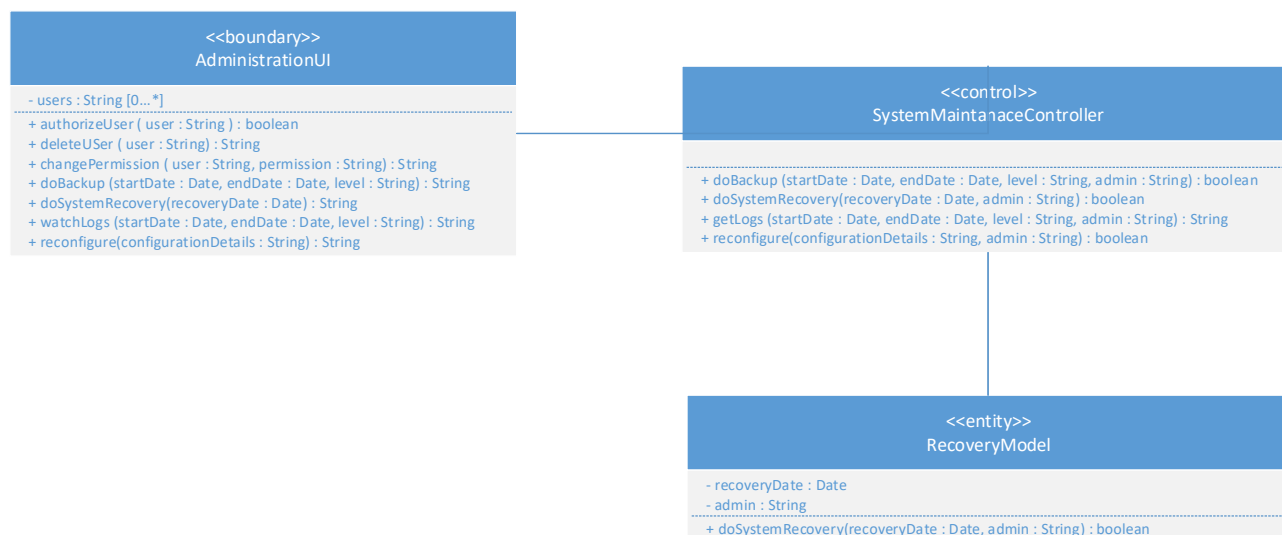 <<boundary>>
AdministrationUI
- users : String [0...*]
+ authorizeUser ( user : String ) : boolean
+ deleteUSer ( user : String) : String
+ changePermission ( user : String, permission : String) : String
+ doBackup (startDate : Date, endDate : Date, level : String) : String
+ doSystemRecovery(recoveryDate : Date) : String
+ watchLogs (startDate : Date, endDate : Date, level : String) : String
+ reconfigure(configurationDetails : String) : String
<<control>>
SystemMaintanaceController
+ doBackup (startDate : Date, endDate : Date, level : String, admin : String) : boolean
+ doSystemRecovery(recoveryDate : Date, admin : String) : boolean
+ getLogs (startDate : Date, endDate : Date, level : String, admin : String) : String
+ reconfigure(configurationDetails : String, admin : String) : boolean
<<entity>>
RecoveryModel
- recoveryDate : Date
- admin : String
+ doSystemRecovery(recoveryDate : Date, admin : String) : boolean